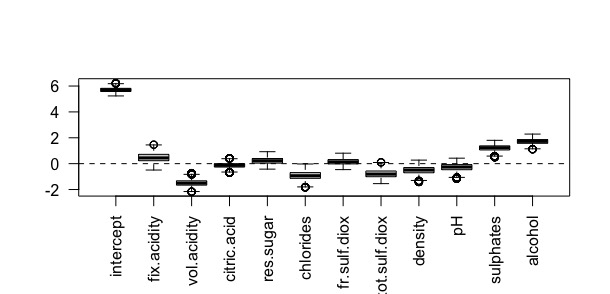 6
4
2
0
-2
intercept
fix.acidity
vol.acidity
citric.acid
res.sugar
chlorides
fr.sulf.diox
tot.sulf.diox
density
pH
sulphates
alcohol